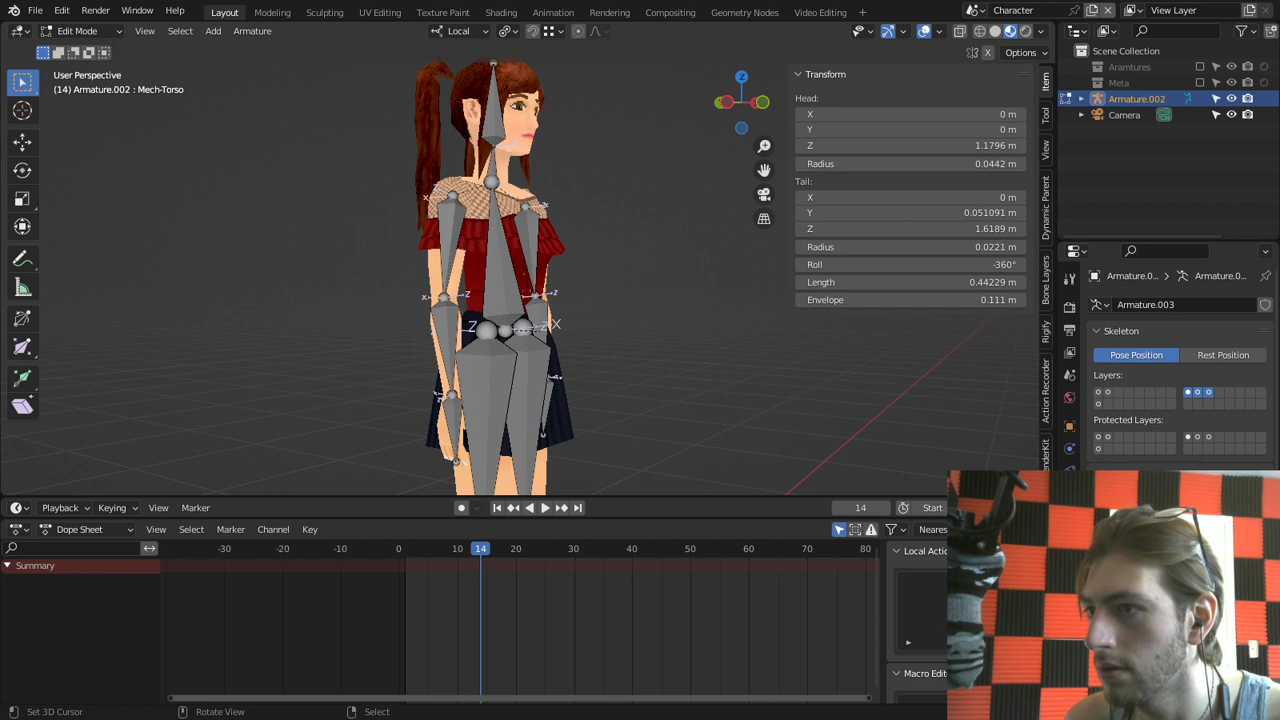 File Edit Render Window Help Layout Modeling Sculpting UV Editing Texture Paint Shading Animation Rendering Compositing Geometry Nodes Video Editing Character View Layer
Edit Mode View Select Add Armature Local
Options
User Perspective
(14) Armature.002 : Mech-Torso
Transform
Head:
X 0 m
Y 0 m
Z 1.1796 m
Radius 0.0442 m
Tail:
X 0 m
Y 0.051091 m
Z 1.6189 m
Radius 0.0221 m
Roll -360°
Length 0.44229 m
Envelope 0.111 m
Item
Tool
View
Dynamic Parent
Bone Layers
Rigify
Action Recorder
Scene Collection
Aramtures
Meta
Armature.002
Camera
Armature.0... Armature.0...
Armature.003
Skeleton
Pose Position Rest Position
Layers:
Protected Layers:
Playback Keying View Marker 14 Start
Dope Sheet View Select Marker Channel Key Neares
-30 -20 -10 0 10 14 20 30 40 50 60 70 80
Summary
Local Actio
Macro Edit
Set 3D Cursor Rotate View Select